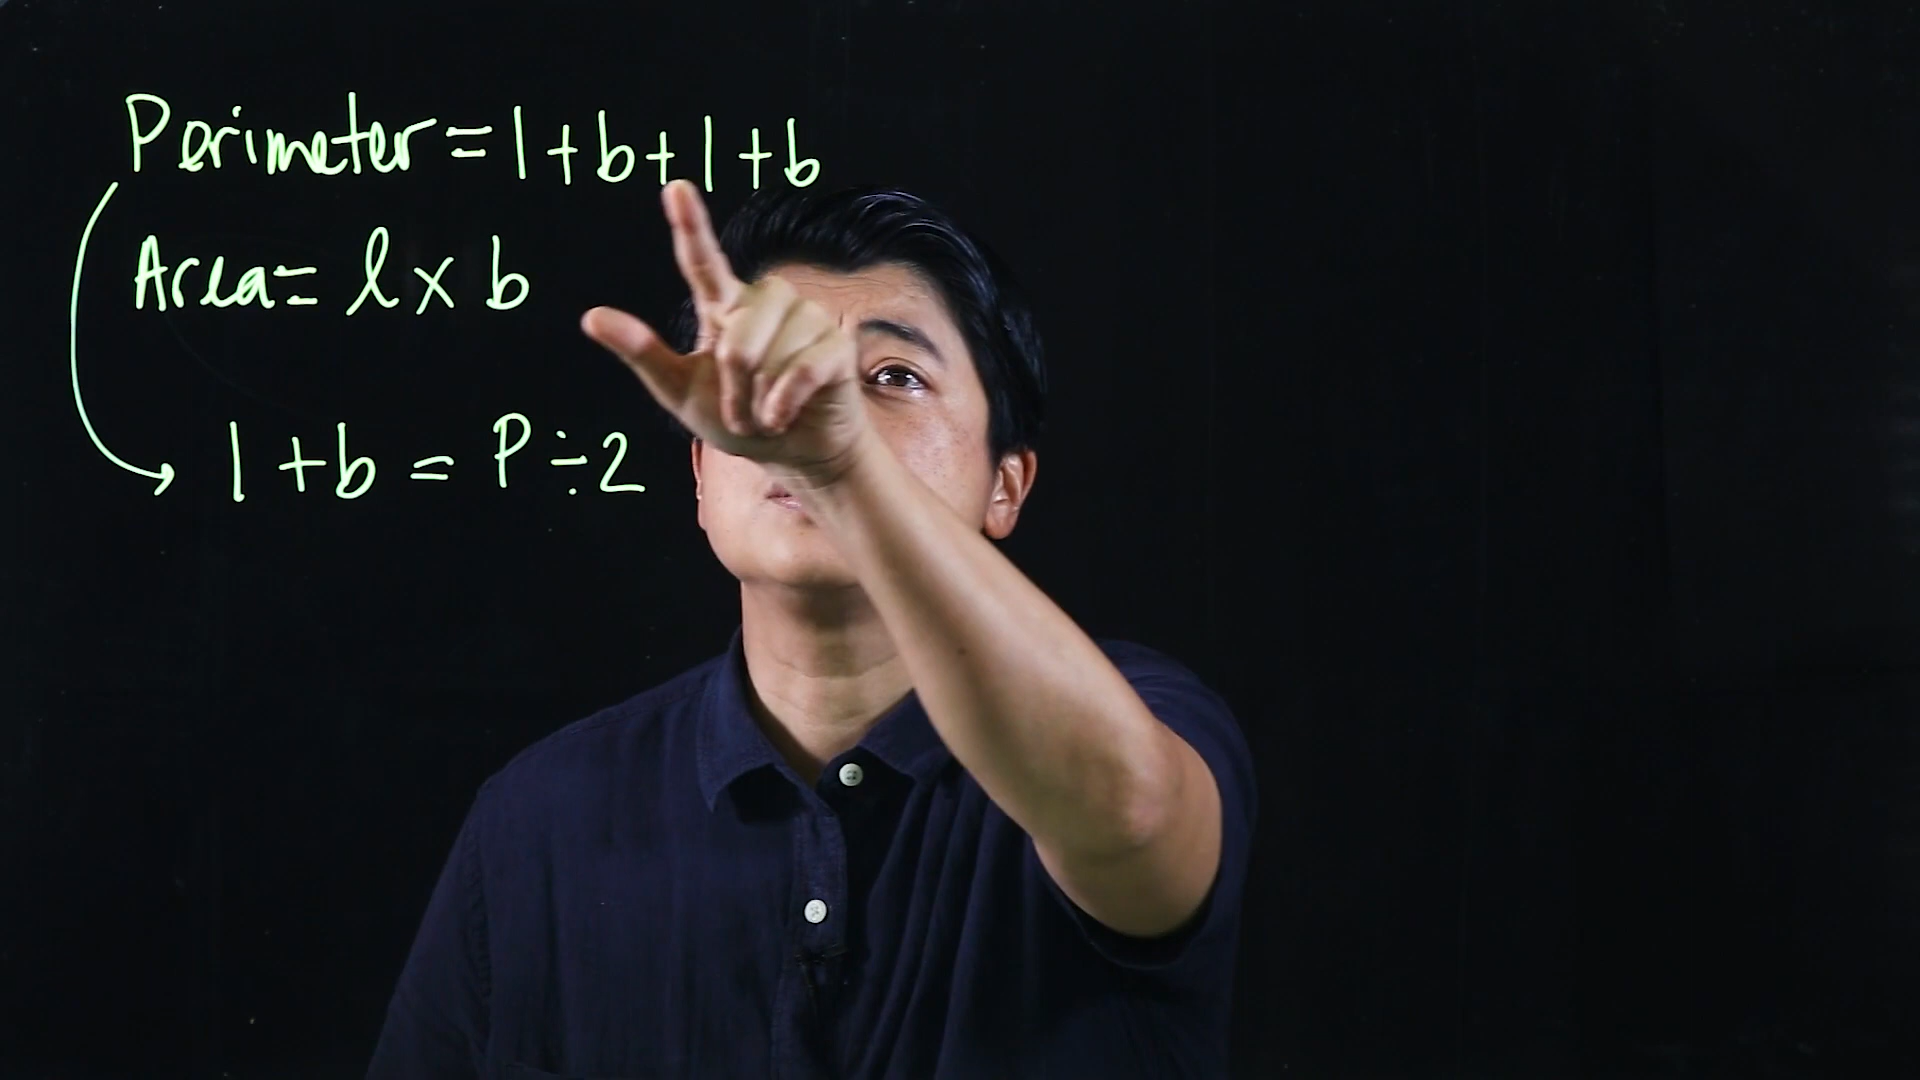 Perimeter = l + b + l + b
Area = l x b
l + b = P ÷ 2